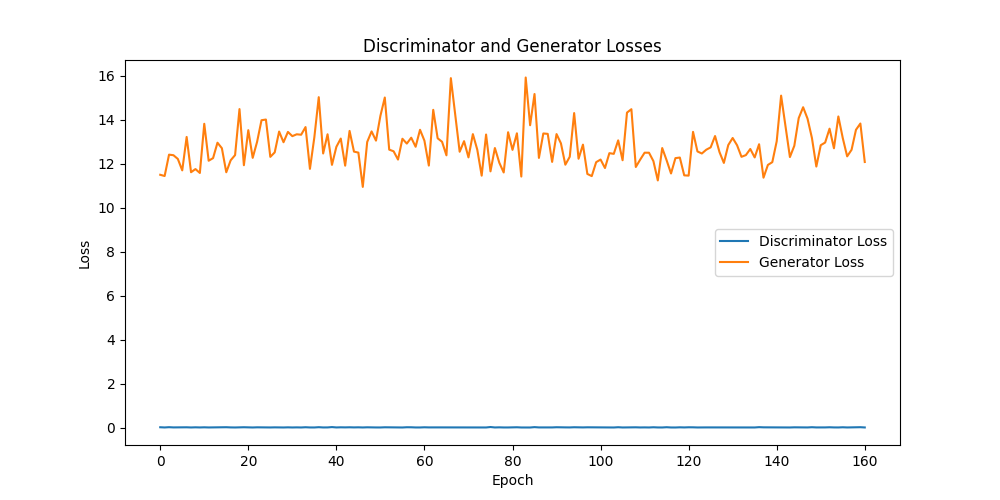 Discriminator and Generator Losses
Loss
16
14
12
10
8
6
4
2
0
Discriminator Loss
Generator Loss
0 20 40 60 80 100 120 140 160
Epoch